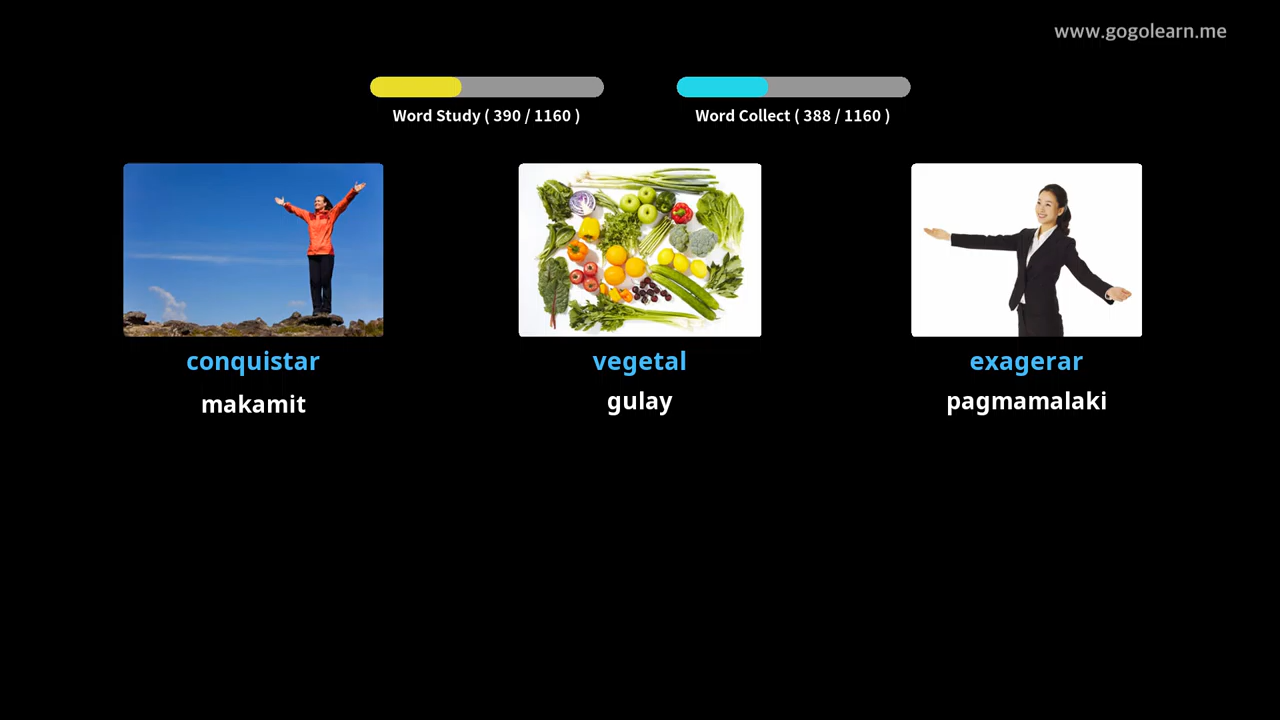 www.gogolearn.me
Word Study ( 390 / 1160 )
Word Collect ( 388 / 1160 )
conquistar
makamit
vegetal
gulay
exagerar
pagmamalaki